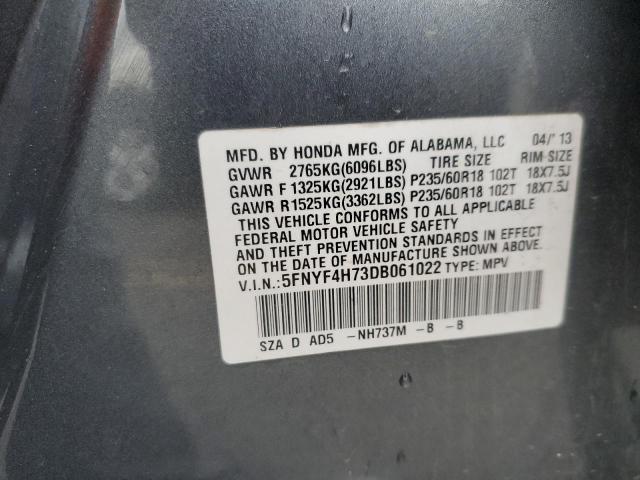 MFD. BY HONDA MFG. OF ALABAMA, LLC 04/'13
GVWR 2765KG(6096LBS) TIRE SIZE RIM SIZE
GAWR F 1325KG(2921LBS) P235/60R18 102T 18X7.5J
GAWR R 1525KG(3362LBS) P235/60R18 102T 18X7.5J
THIS VEHICLE CONFORMS TO ALL APPLICABLE
FEDERAL MOTOR VEHICLE SAFETY
AND THEFT PREVENTION STANDARDS IN EFFECT
ON THE DATE OF MANUFACTURE SHOWN ABOVE.
V.I.N.:5FNYF4H73DB061022 TYPE: MPV
SZA D AD5 -NH737M -B -B